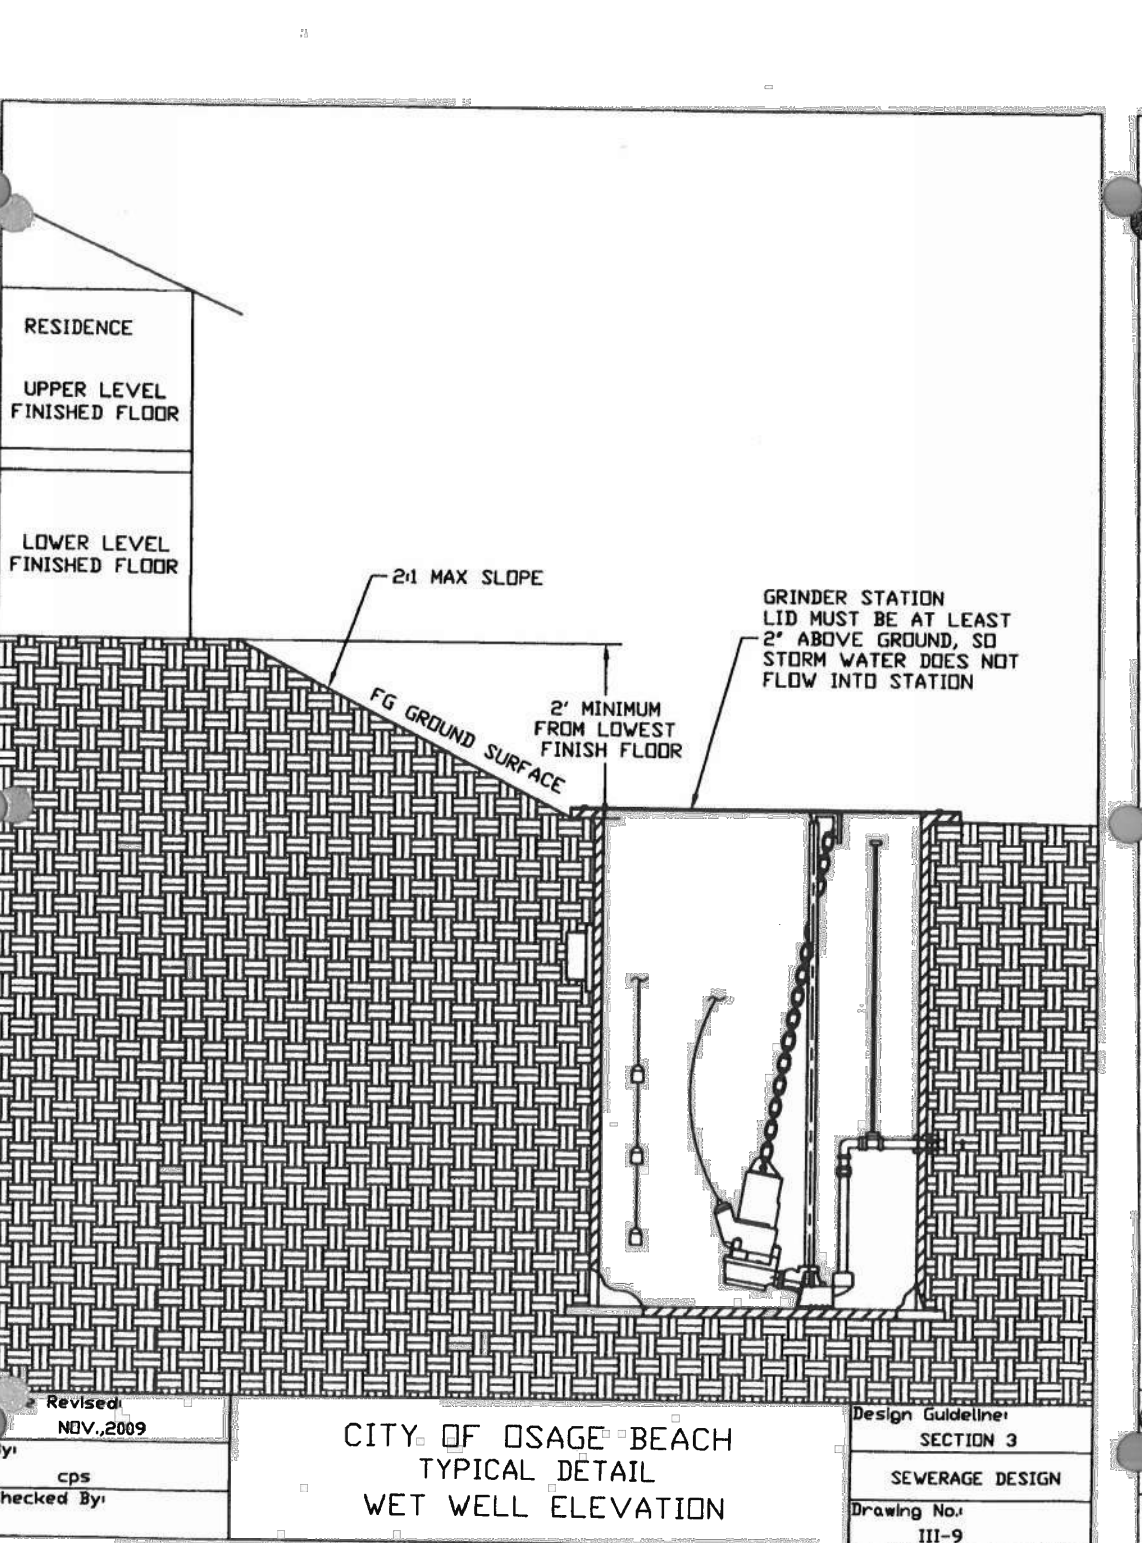 RESIDENCE
UPPER LEVEL
FINISHED FLOOR
LOWER LEVEL
FINISHED FLOOR
2:1 MAX SLOPE
GRINDER STATION
LID MUST BE AT LEAST
2" ABOVE GROUND, SO
STORM WATER DOES NOT
FLOW INTO STATION
FG GROUND SURFACE
2' MINIMUM
FROM LOWEST
FINISH FLOOR
Revised:
NOV.,2009
cps
hecked By:
CITY OF OSAGE BEACH
TYPICAL DETAIL
WET WELL ELEVATION
Design Guideline:
SECTION 3
SEWERAGE DESIGN
Drawing No.:
III-9